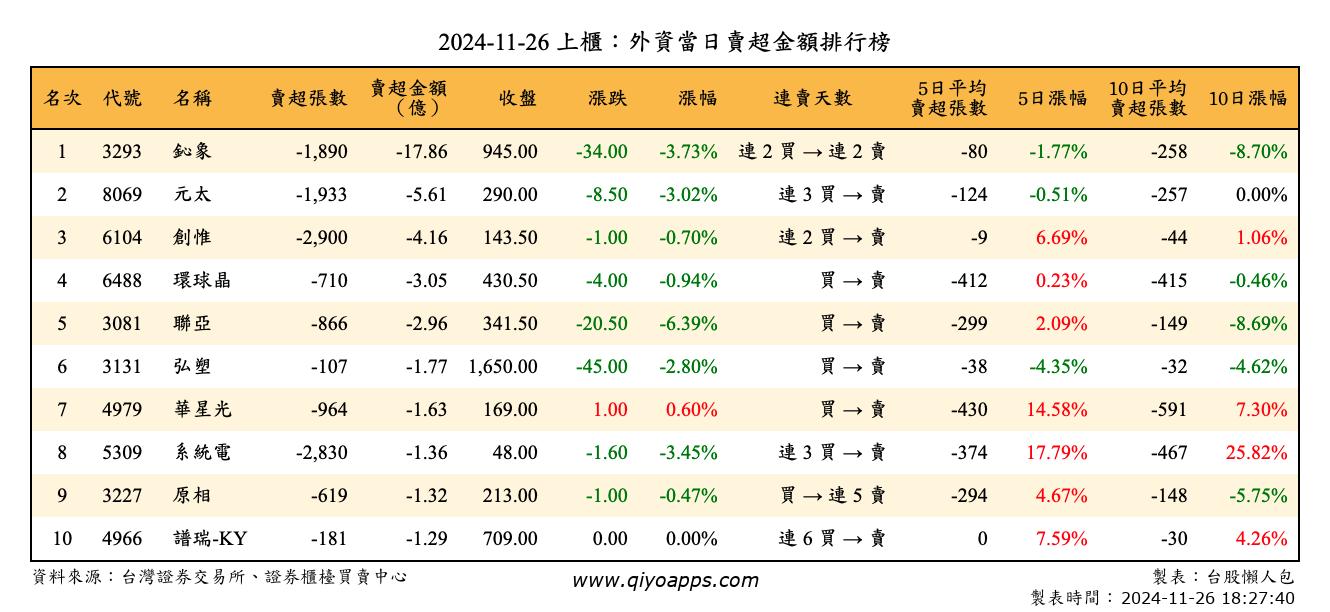 2024-11-26 上櫃：外資當日賣超金額排行榜
名次 代號 名稱 賣超張數 賣超金額（億） 收盤 漲跌 漲幅 連賣天數 5日平均賣超張數 5日漲幅 10日平均賣超張數 10日漲幅
1 3293 鈊象 -1,890 -17.86 945.00 -34.00 -3.73% 連 2 買 → 連 2 賣 -80 -1.77% -258 -8.70%
2 8069 元太 -1,933 -5.61 290.00 -8.50 -3.02% 連 3 買 → 賣 -124 -0.51% -257 0.00%
3 6104 創惟 -2,900 -4.16 143.50 -1.00 -0.70% 連 2 買 → 賣 -9 6.69% -44 1.06%
4 6488 環球晶 -710 -3.05 430.50 -4.00 -0.94% 買 → 賣 -412 0.23% -415 -0.46%
5 3081 聯亞 -866 -2.96 341.50 -20.50 -6.39% 買 → 賣 -299 2.09% -149 -8.69%
6 3131 弘塑 -107 -1.77 1,650.00 -45.00 -2.80% 買 → 賣 -38 -4.35% -32 -4.62%
7 4979 華星光 -964 -1.63 169.00 1.00 0.60% 買 → 賣 -430 14.58% -591 7.30%
8 5309 系統電 -2,830 -1.36 48.00 -1.60 -3.45% 連 3 買 → 賣 -374 17.79% -467 25.82%
9 3227 原相 -619 -1.32 213.00 -1.00 -0.47% 買 → 連 5 賣 -294 4.67% -148 -5.75%
10 4966 譜瑞-KY -181 -1.29 709.00 0.00 0.00% 連 6 買 → 賣 0 7.59% -30 4.26%
資料來源：台灣證券交易所、證券櫃檯買賣中心 www.qiyoapps.com 製表：台股懶人包
製表時間：2024-11-26 18:27:40